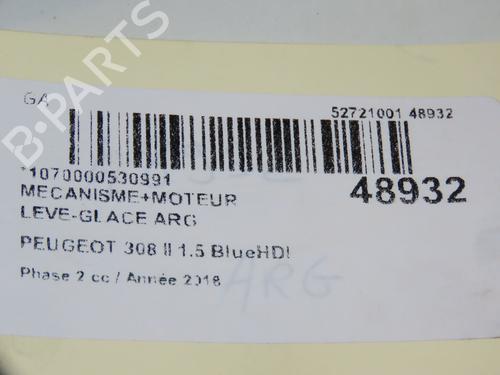 GA
52721001 48932
*1070000530991
48932
MECANISME+MOTEUR
LEVE-GLACE ARG
PEUGEOT 308 II 1.5 BlueHDI
Phase 2 cc / Année 2018
ARG
B-PARTS